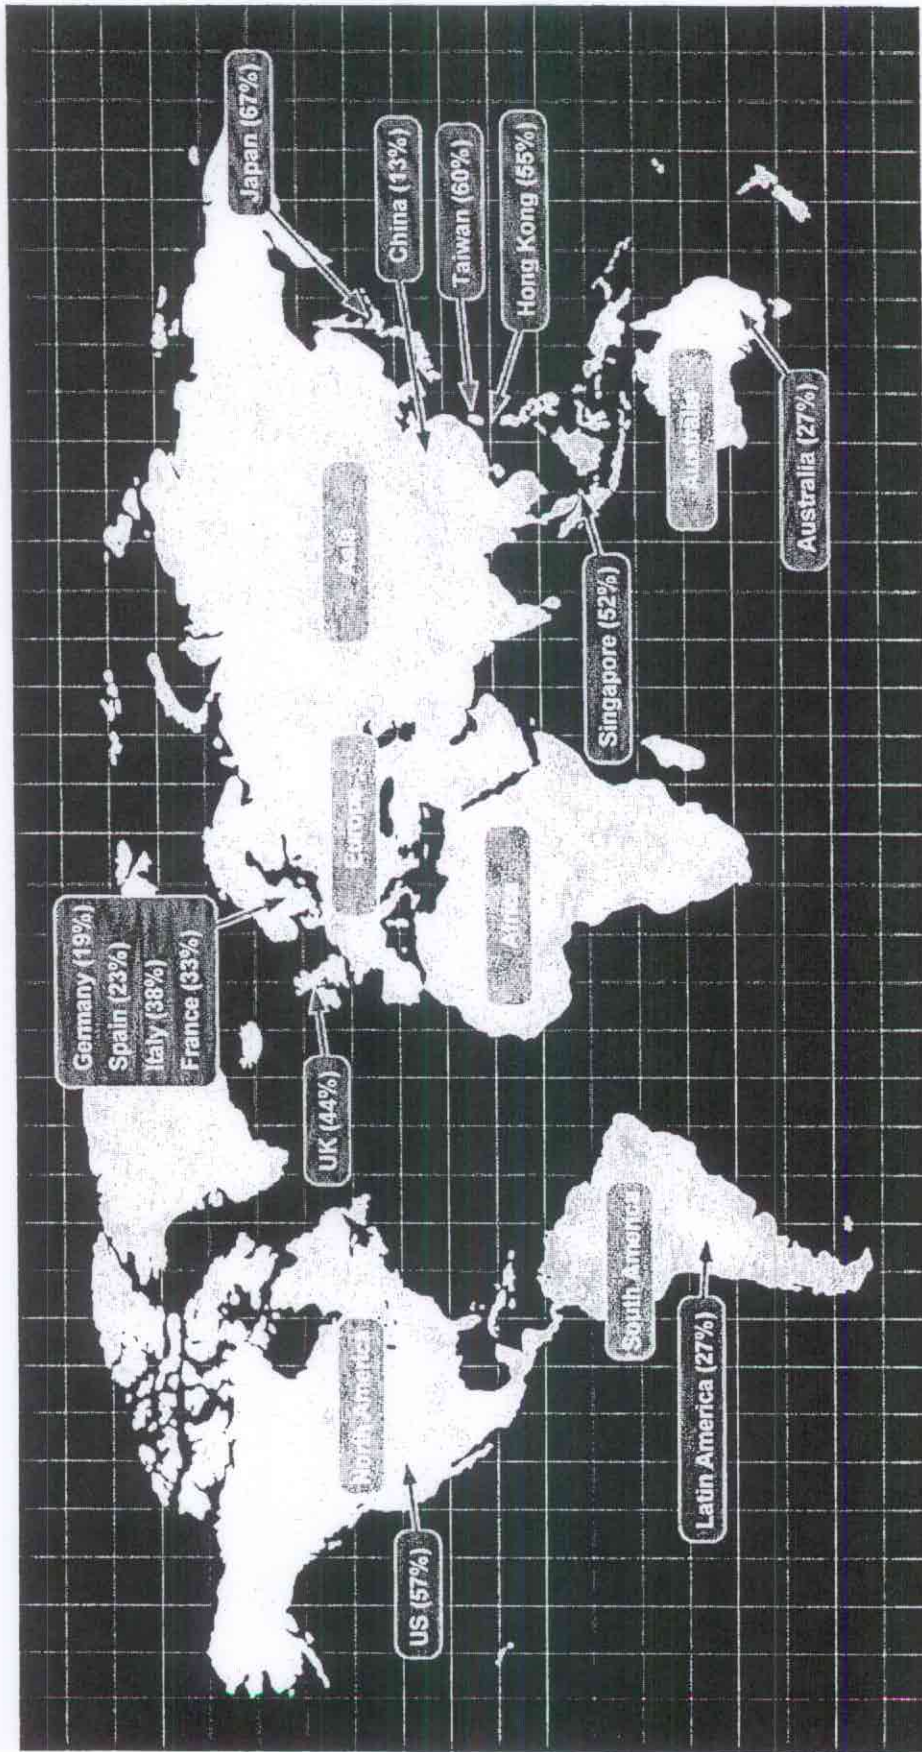 Germany (19%)
Spain (23%)
Italy (38%)
France (33%)
Japan (67%)
UK (44%)
China (13%)
North America
Europe
Asia
US (57%)
Taiwan (60%)
Hong Kong (55%)
Africa
Singapore (52%)
South America
Latin America (27%)
Australia
Australia (27%)